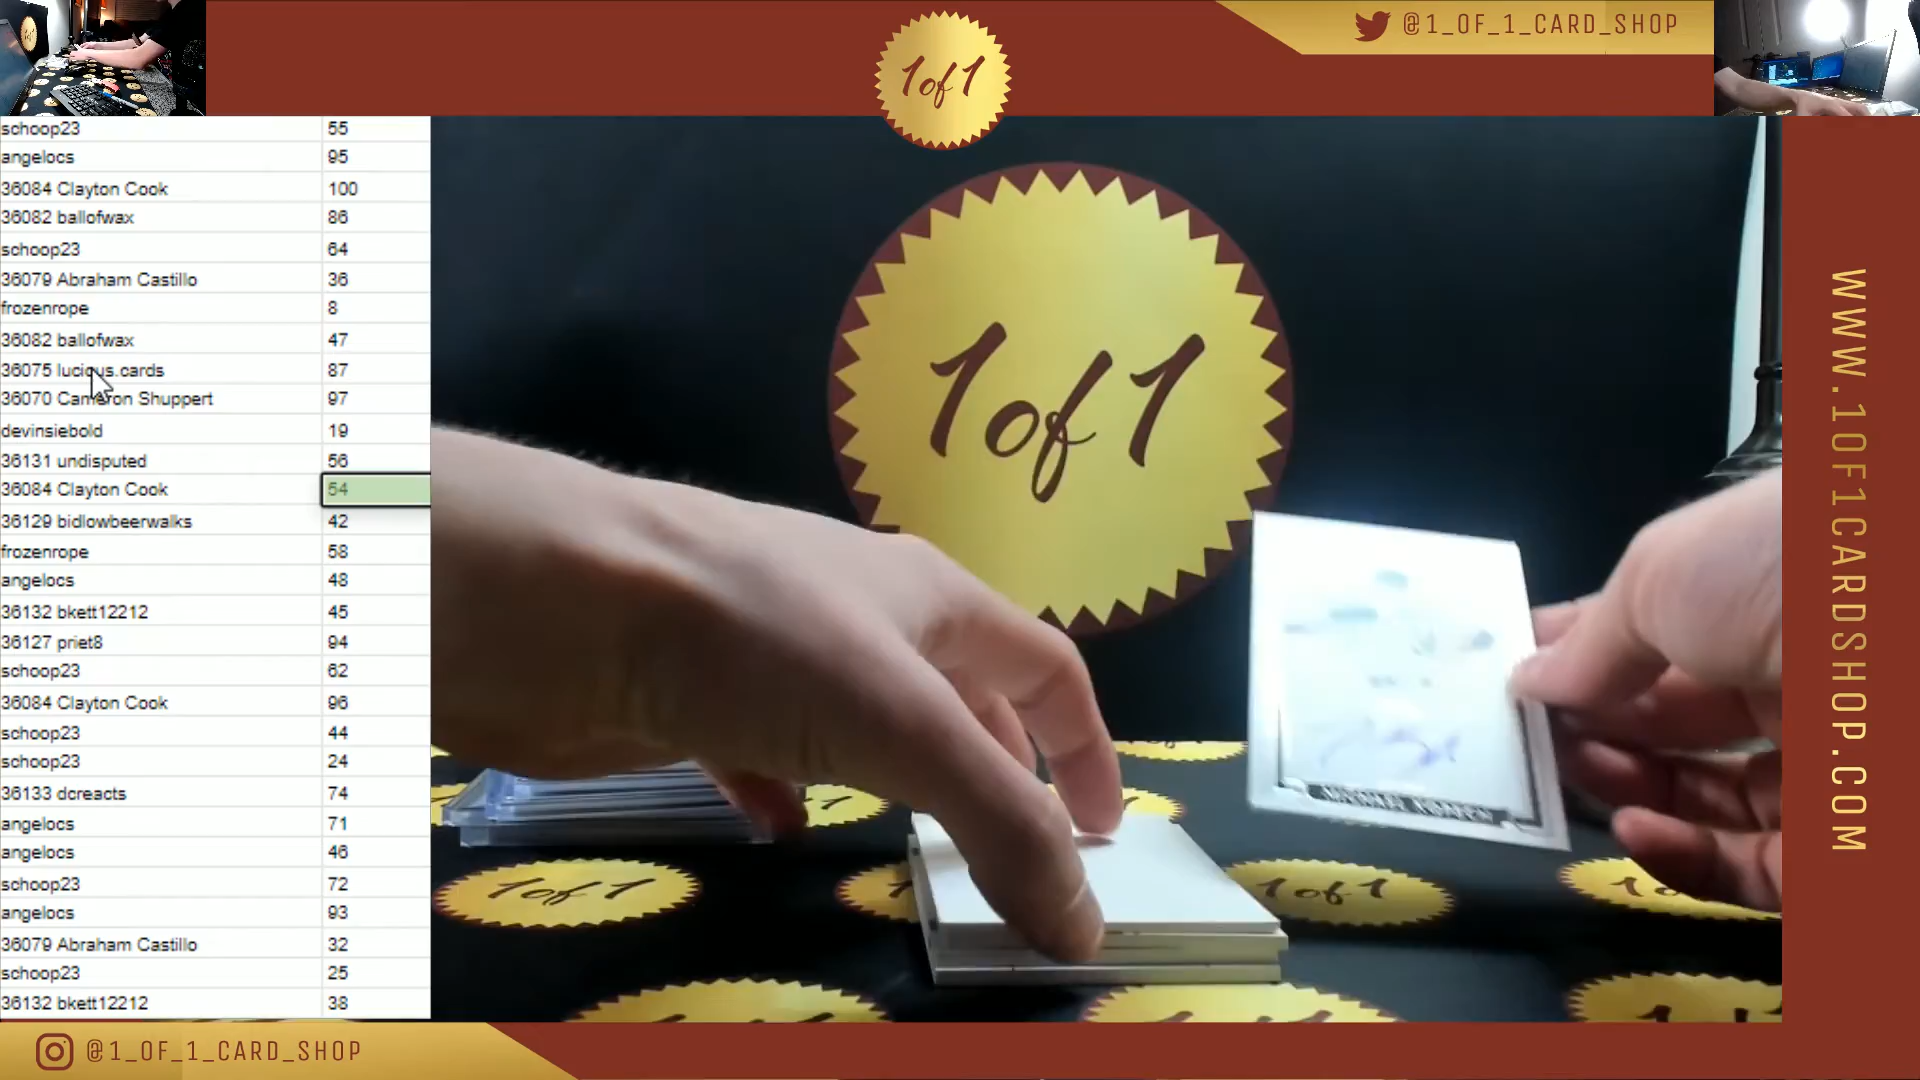 @1_OF_1_CARD_SHOP
1of1
schoop23 55
angelocs 95
36084 Clayton Cook 100
36082 ballofwax 86
schoop23 64
36079 Abraham Castillo 36
frozenrope 8
36082 ballofwax 47
36075 lucious.cards 87
36070 Cameron Shuppert 97
devinsiebold 19
36131 undisputed 56
36084 Clayton Cook 54
36129 bidlowbeerwalks 42
frozenrope 58
angelocs 48
36132 bkett12212 45
36127 priet8 94
schoop23 62
36084 Clayton Cook 96
schoop23 44
schoop23 24
36133 dcreacts 74
angelocs 71
angelocs 46
schoop23 72
angelocs 93
36079 Abraham Castillo 32
schoop23 25
36132 bkett12212 38
1of1
1of1
1of1
WWW.1OF1CARDSHOP.COM
@1_OF_1_CARD_SHOP